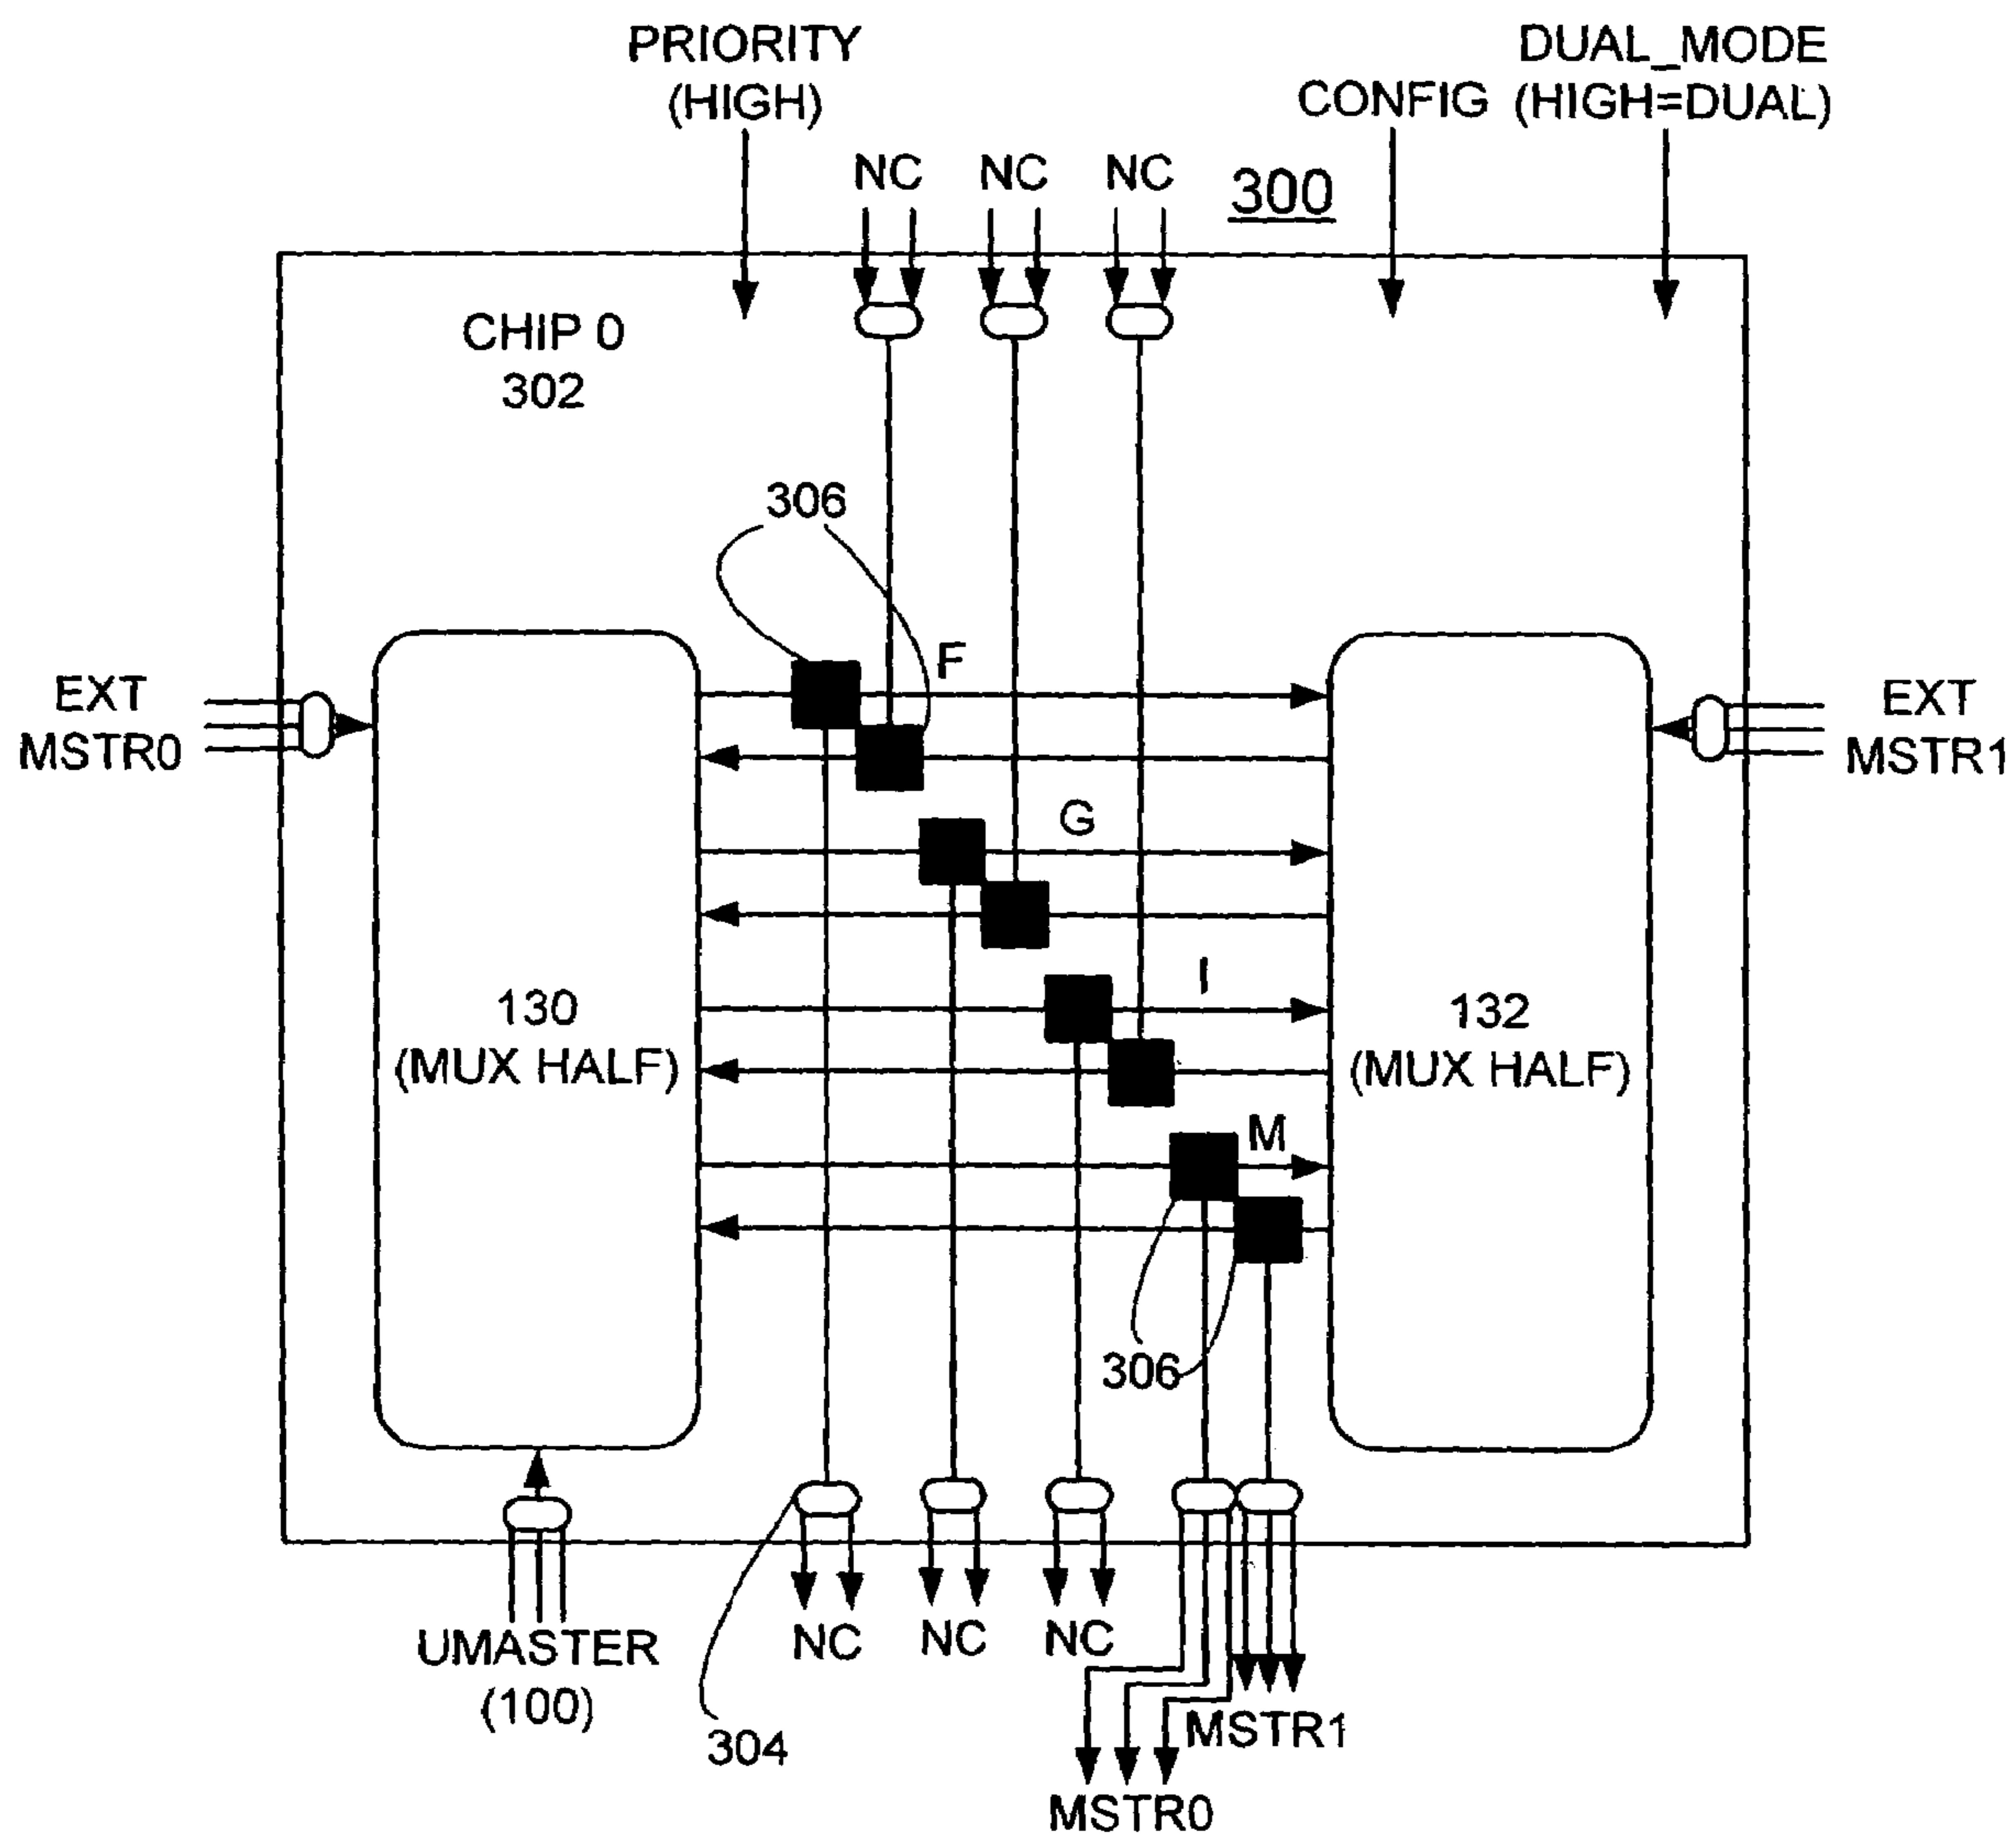 PRIORITY
(HIGH)
CONFIG
DUAL_MODE
(HIGH=DUAL)
NC
NC
NC
300
CHIP 0
302
306
F
EXT
MSTR0
EXT
MSTR1
G
I
130
(MUX HALF)
132
(MUX HALF)
M
306
UMASTER
(100)
304
NC
NC
NC
MSTR1
MSTR0